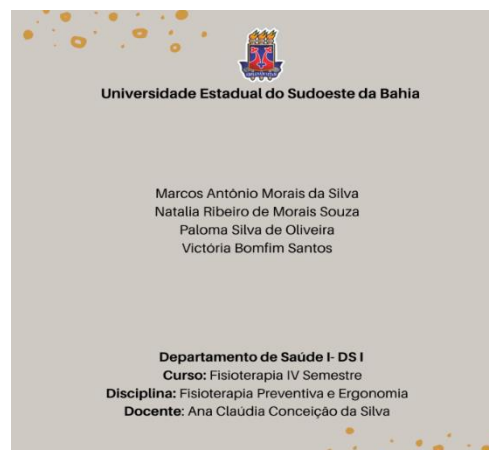 Universidade Estadual do Sudoeste da Bahia
Marcos Antônio Morais da Silva
Natalia Ribeiro de Morais Souza
Paloma Silva de Oliveira
Victória Bomfim Santos
Departamento de Saúde I- DS I
Curso: Fisioterapia IV Semestre
Disciplina: Fisioterapia Preventiva e Ergonomia
Docente: Ana Claúdia Conceição da Silva